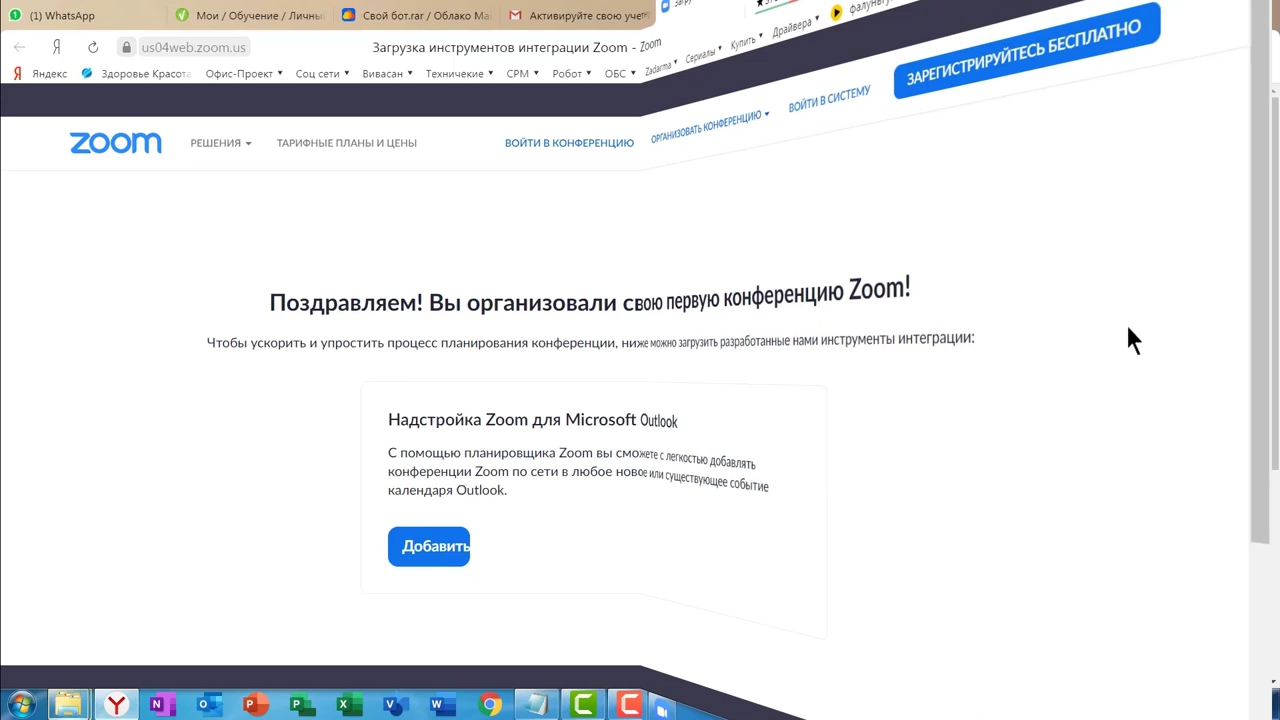 (1) WhatsApp
Мои / Обучение / Личны
Свой бот.rar / Облако Ма
Активируйте свою учет
Я
us04web.zoom.us
Загрузка инструментов интеграции Zoom - Zoom
Я Яндекс
Здоровье Красота
Офис-Проект
Соц сети
Вивасан
Технические
СРМ
Робот
ОБС
Zadarma
Сериалы
Купить
Драйвера
zoom
РЕШЕНИЯ
ТАРИФНЫЕ ПЛАНЫ И ЦЕНЫ
ВОЙТИ В КОНФЕРЕНЦИЮ
ОРГАНИЗОВАТЬ КОНФЕРЕНЦИЮ
ВОЙТИ В СИСТЕМУ
ЗАРЕГИСТРИРУЙТЕСЬ БЕСПЛАТНО
Поздравляем! Вы организовали свою первую конференцию Zoom!
Чтобы ускорить и упростить процесс планирования конференции, ниже можно загрузить разработанные нами инструменты интеграции:
Надстройка Zoom для Microsoft Outlook
С помощью планировщика Zoom вы сможете с легкостью добавлять
конференции Zoom по сети в любое новое или существующее событие
календаря Outlook.
Добавить